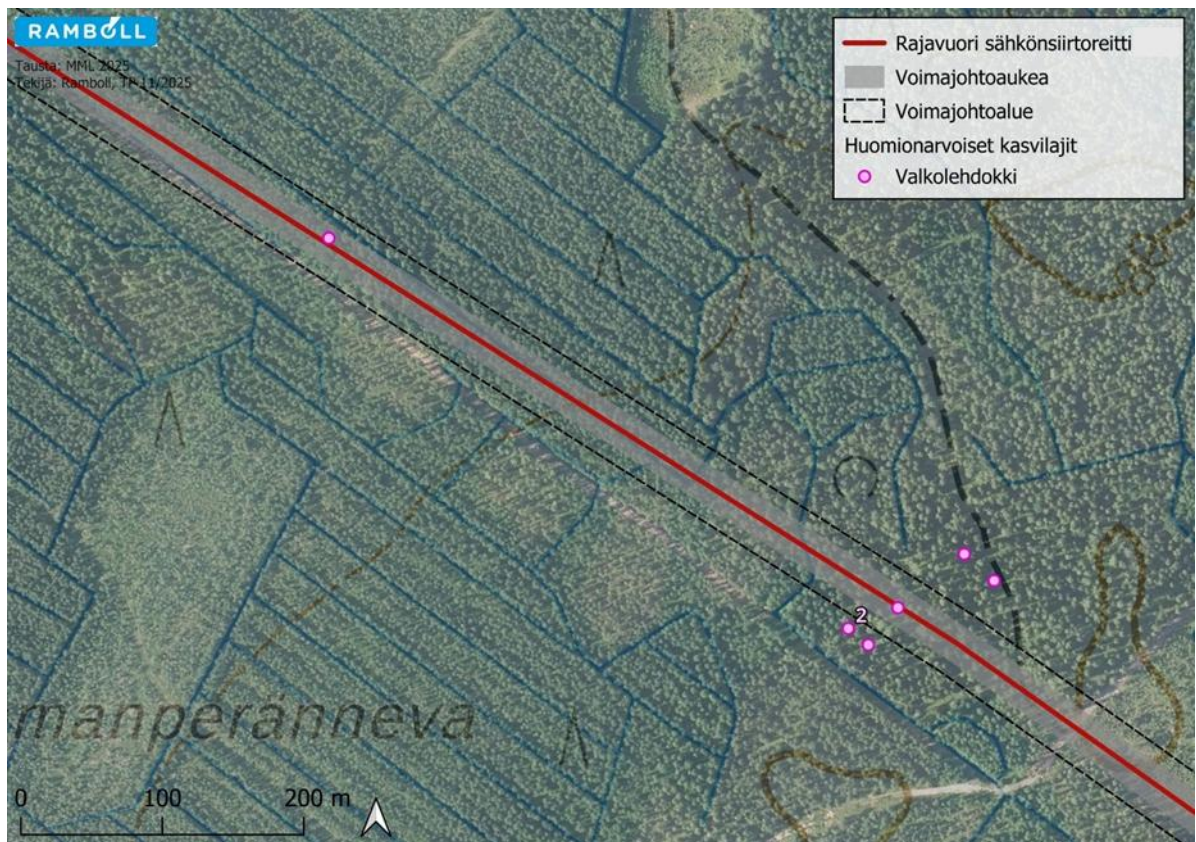 RAMBOLL
Tausta: MML 2025
Tekijä: Ramboll, TP 11/2025
Rajavuori sähkönsiirtoreitti
Voimajohtoaukea
Voimajohtoalue
Huomionarvoiset kasvilajit
Valkolehdokki
2
manperänneva
0 100 200 m